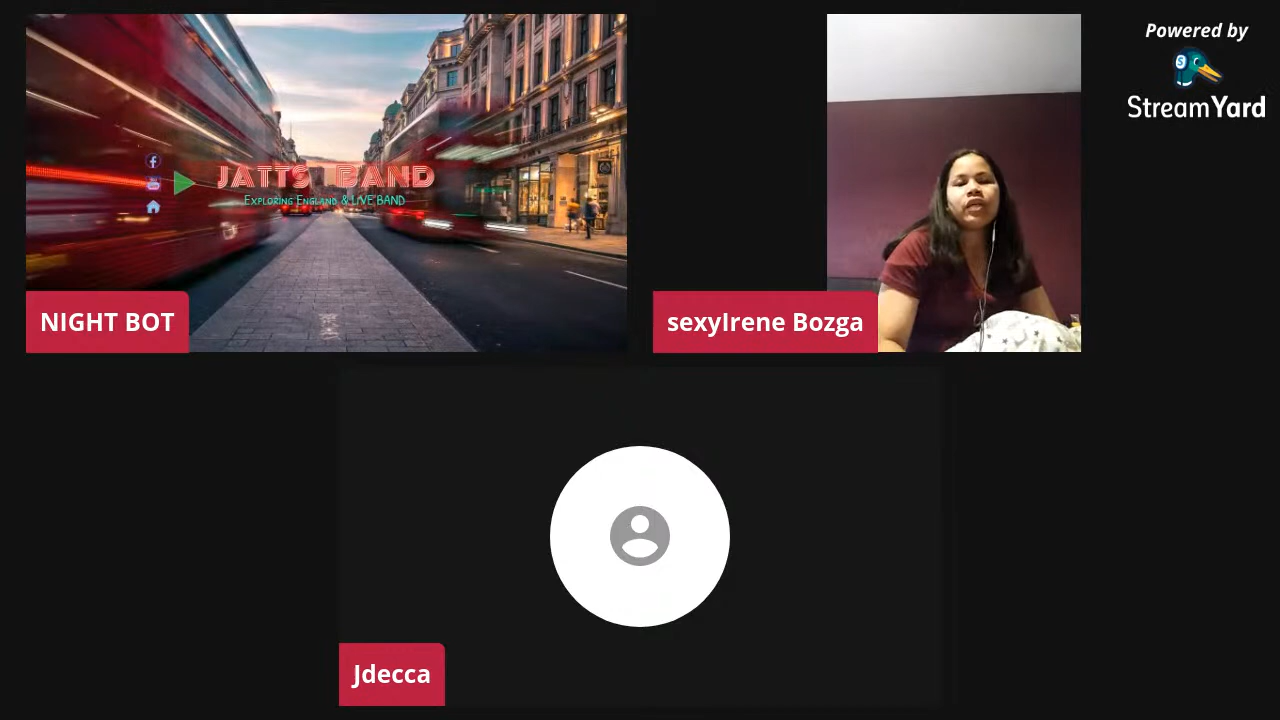 Powered by
StreamYard
JATTS BAND
Exploring England & LIVE BAND
NIGHT BOT
sexyIrene Bozga
Jdecca